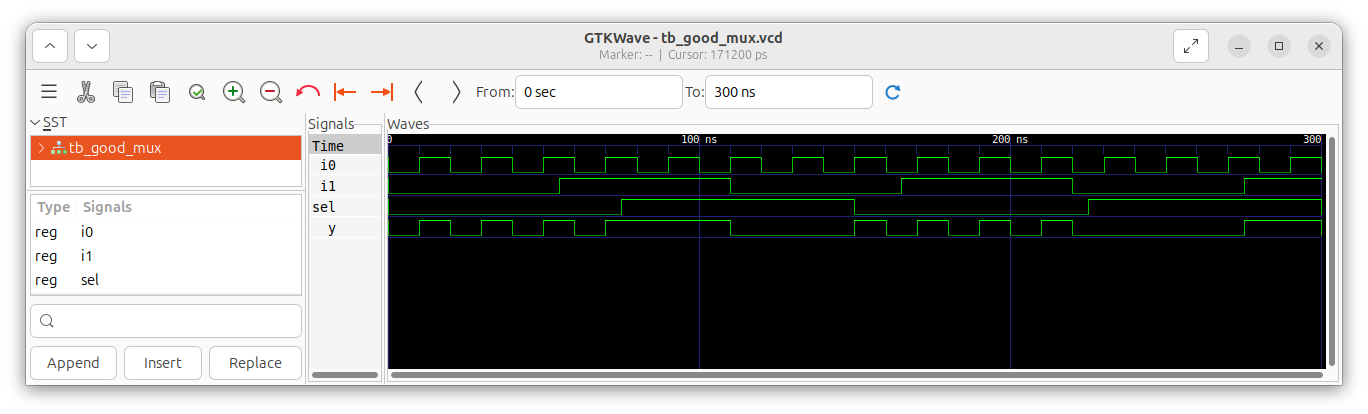 GTKWave - tb_good_mux.vcd
Marker: -- | Cursor: 171200 ps
From: 0 sec To: 300 ns
SST
tb_good_mux
Type Signals
reg i0
reg i1
reg sel
Append Insert Replace
Signals
Time
i0
i1
sel
y
Waves
0 100 ns 200 ns 300